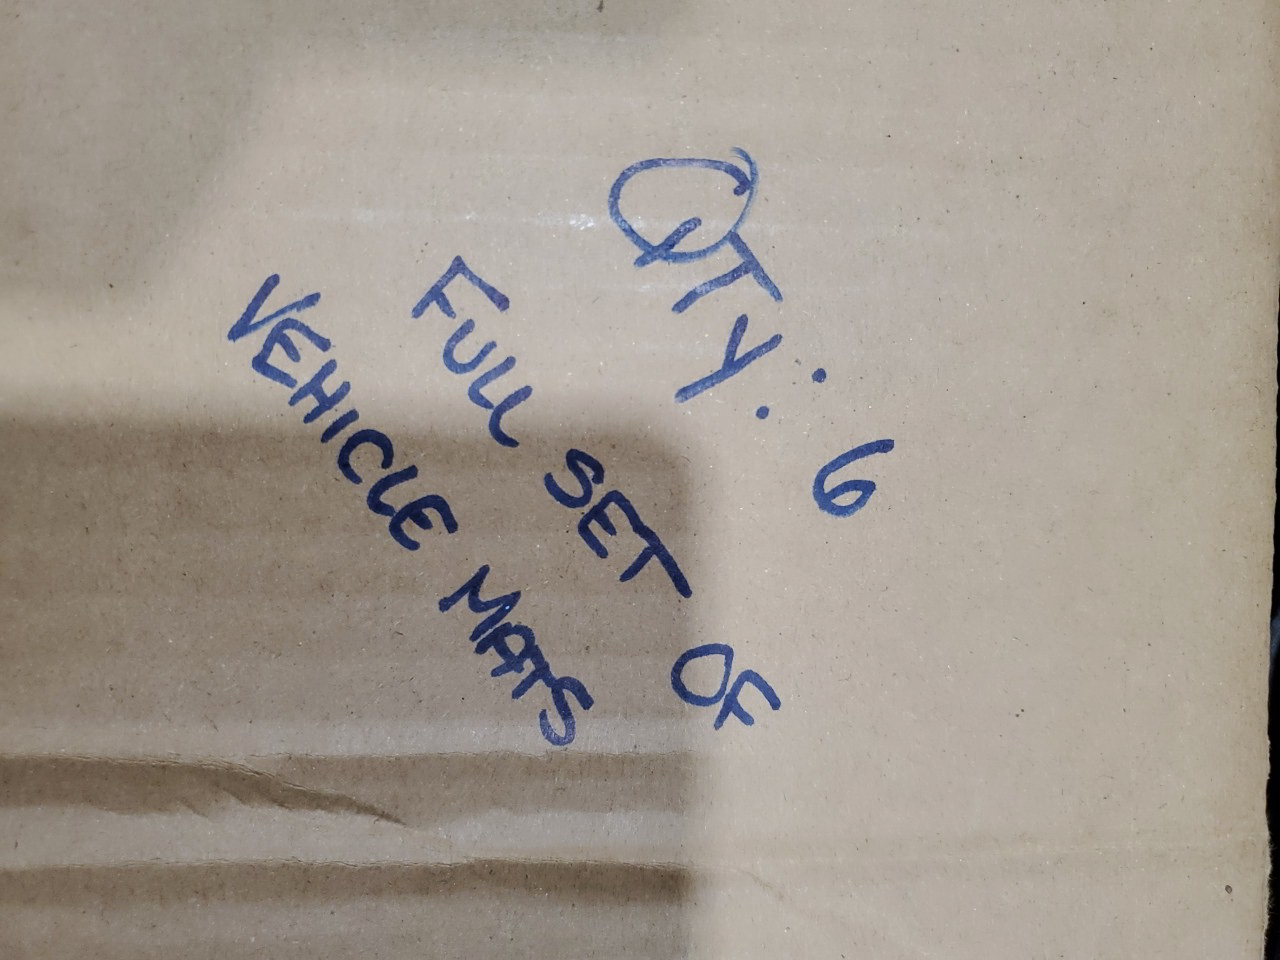 QTY: 6
FULL SET OF
VEHICLE MATS